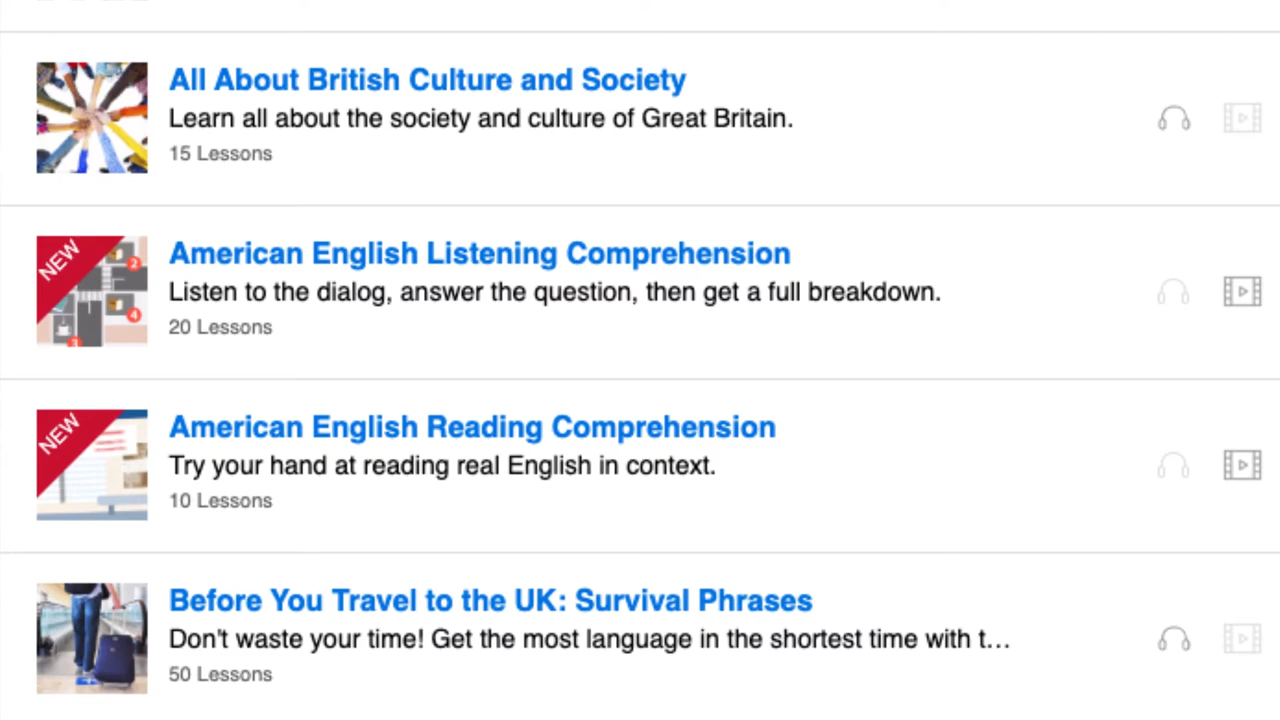 All About British Culture and Society
Learn all about the society and culture of Great Britain.
15 Lessons
NEW
2
4
3
American English Listening Comprehension
Listen to the dialog, answer the question, then get a full breakdown.
20 Lessons
NEW
American English Reading Comprehension
Try your hand at reading real English in context.
10 Lessons
Before You Travel to the UK: Survival Phrases
Don't waste your time! Get the most language in the shortest time with t…
50 Lessons